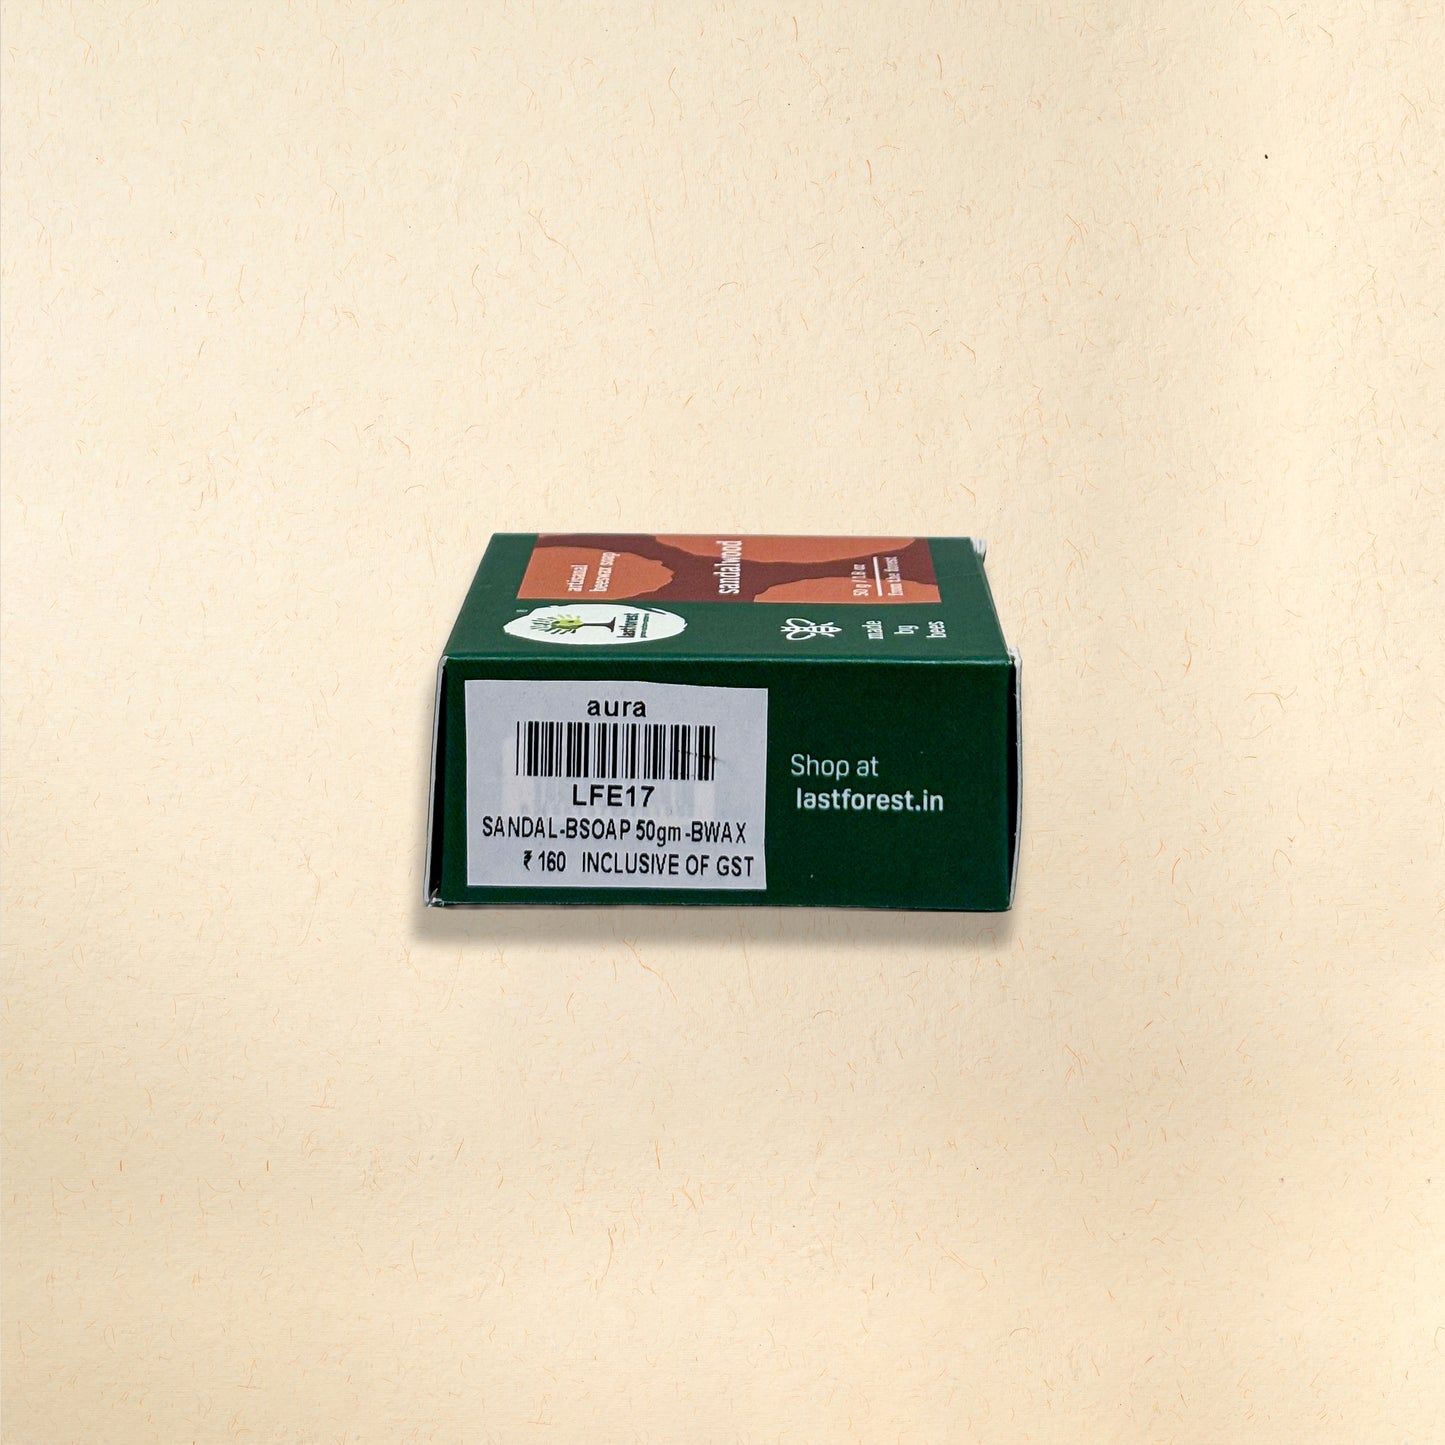 artisanal
beeswax soap
sandalwood
50 g / 1.8 oz
from the forest
lastforest
made
by
bees
aura
LFE17
SANDAL-BSOAP 50gm -BWAX
₹ 160 INCLUSIVE OF GST
Shop at
lastforest.in